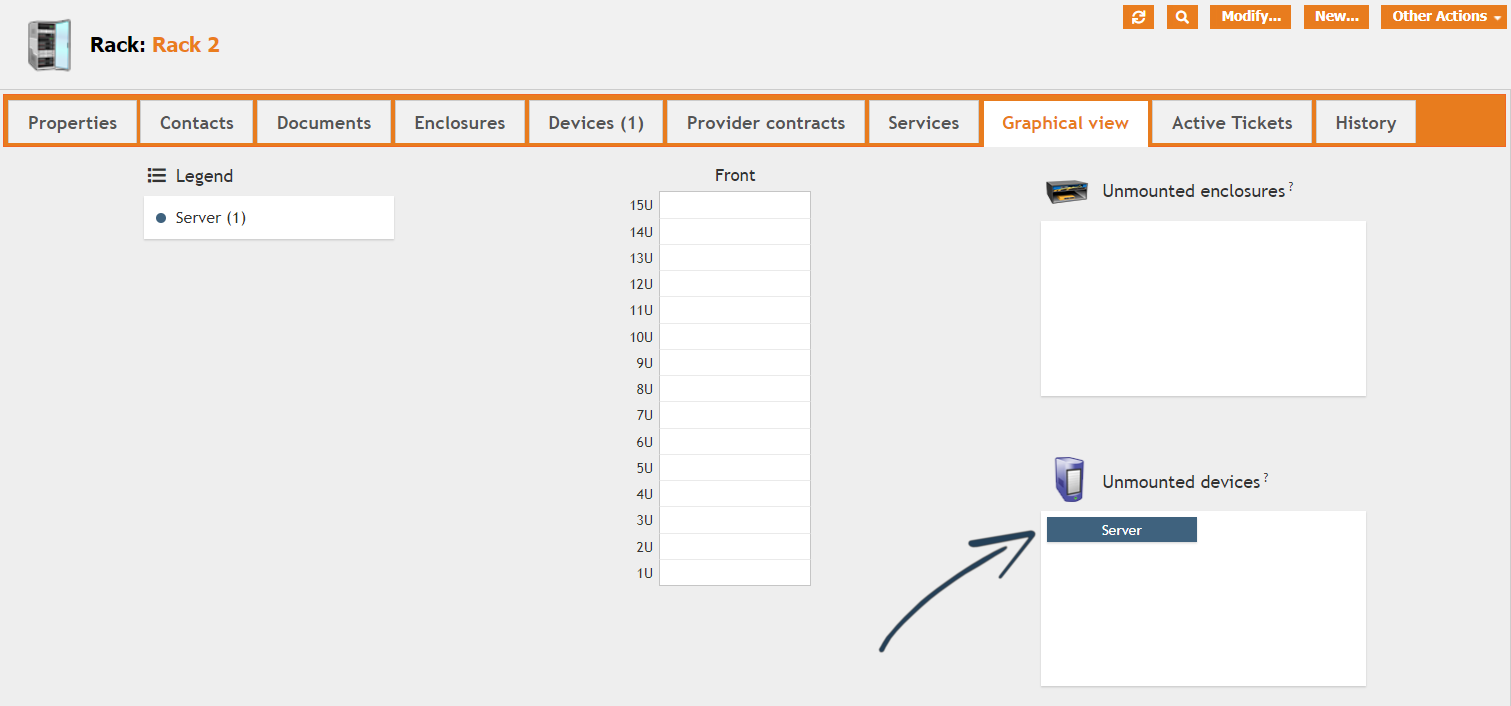 Modify... New... Other Actions
Rack: Rack 2
Properties Contacts Documents Enclosures Devices (1) Provider contracts Services Graphical view Active Tickets History
Legend
Server (1)
Front
15U
14U
13U
12U
11U
10U
9U
8U
7U
6U
5U
4U
3U
2U
1U
Unmounted enclosures ?
Unmounted devices ?
Server